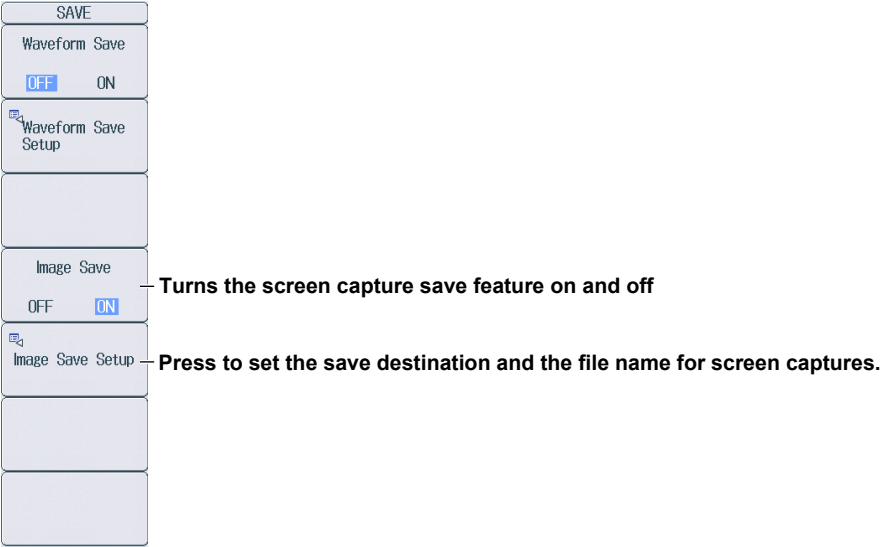 SAVE
Waveform Save
OFF ON
Waveform Save
Setup
Image Save
OFF ON
Turns the screen capture save feature on and off
Image Save Setup
Press to set the save destination and the file name for screen captures.